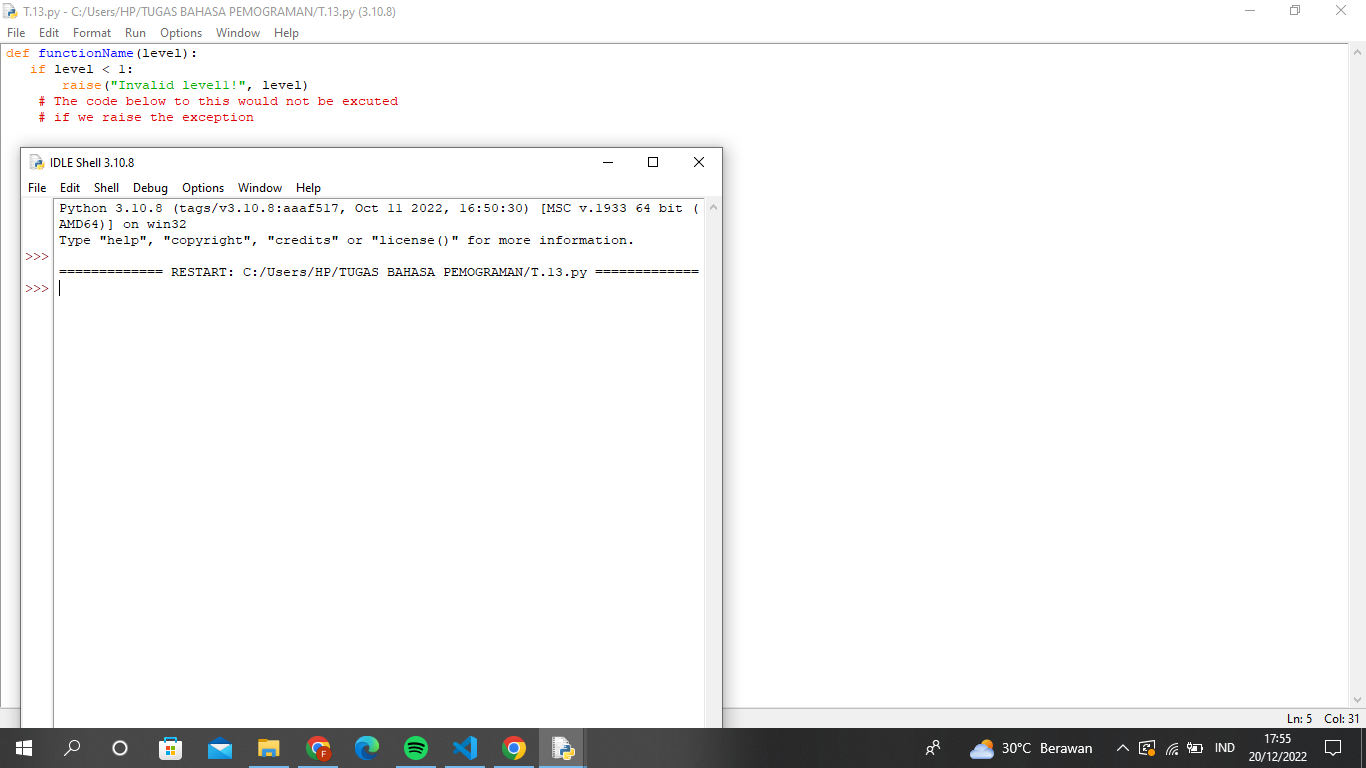 T.13.py - C:/Users/HP/TUGAS BAHASA PEMOGRAMAN/T.13.py (3.10.8)
File Edit Format Run Options Window Help
def functionName(level):
   if level < 1:
       raise("Invalid levell!", level)
    # The code below to this would not be excuted
    # if we raise the exception
IDLE Shell 3.10.8
File Edit Shell Debug Options Window Help
Python 3.10.8 (tags/v3.10.8:aaaf517, Oct 11 2022, 16:50:30) [MSC v.1933 64 bit (
AMD64)] on win32
Type "help", "copyright", "credits" or "license()" for more information.
>>>
============= RESTART: C:/Users/HP/TUGAS BAHASA PEMOGRAMAN/T.13.py =============
>>>
Ln: 5 Col: 31
F
30°C Berawan
IND
17:55
20/12/2022